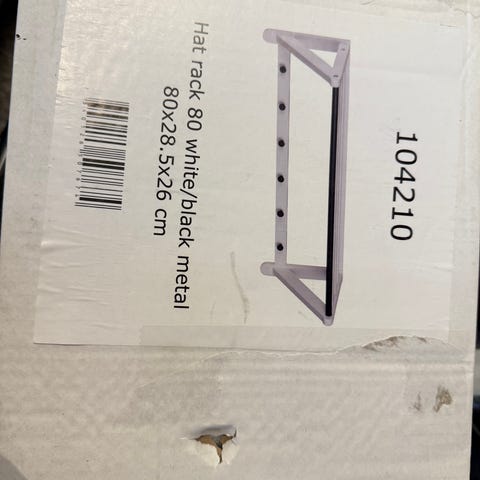 104210
Hat rack 80 white/black metal
80x28.5x26 cm